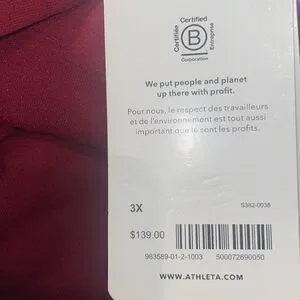 Certified
Certifiée
Entreprise
B
Corporation
We put people and planet
up there with profit.
Pour nous, le respect des travailleurs
et de l'environnement est tout aussi
important que le sont les profits.
3X
S382-0038
$139.00
983589-01-2-1003
500072690050
WWW.ATHLETA.COM